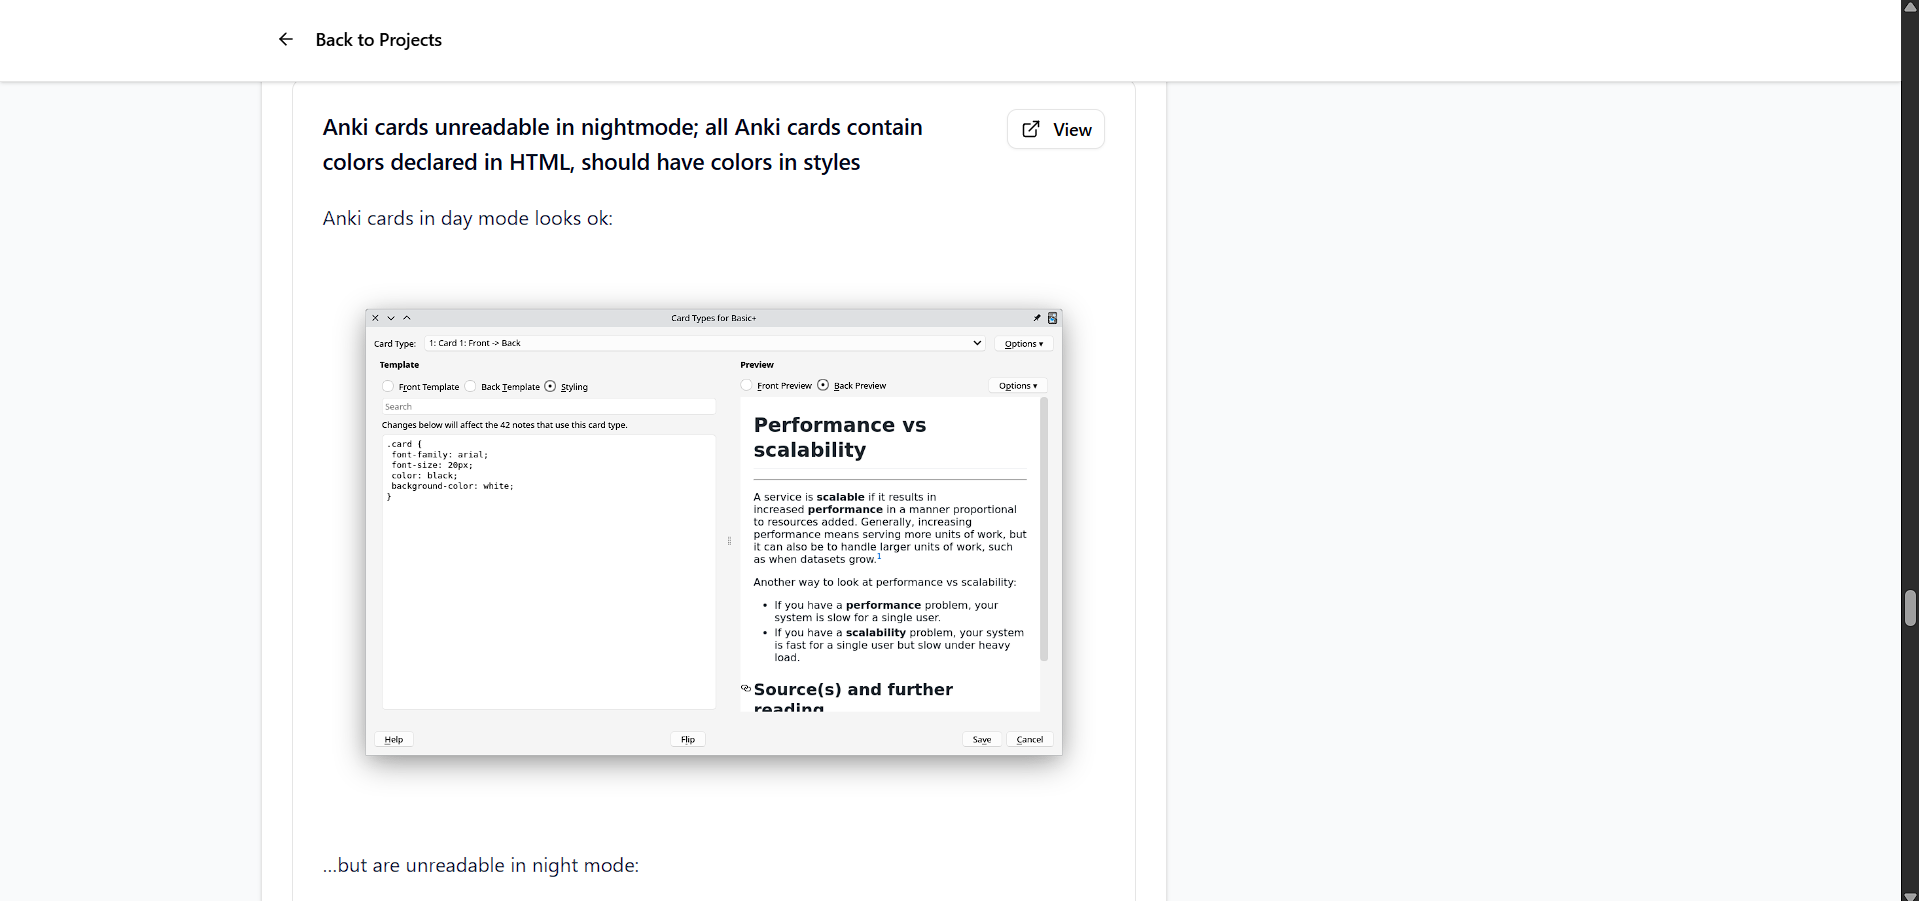 Back to Projects
Anki cards unreadable in nightmode; all Anki cards contain
colors declared in HTML, should have colors in styles
View
Anki cards in day mode looks ok:
Card Types for Basic+
Card Type: 1: Card 1: Front -> Back Options ▾
Template
Front Template Back Template Styling
Search
Changes below will affect the 42 notes that use this card type.
.card {
font-family: arial;
font-size: 20px;
color: black;
background-color: white;
}
Preview
Front Preview Back Preview Options ▾
Performance vs
scalability
A service is scalable if it results in
increased performance in a manner proportional
to resources added. Generally, increasing
performance means serving more units of work, but
it can also be to handle larger units of work, such
as when datasets grow.1
Another way to look at performance vs scalability:
• If you have a performance problem, your
system is slow for a single user.
• If you have a scalability problem, your system
is fast for a single user but slow under heavy
load.
Source(s) and further
reading
Help Flip Save Cancel
...but are unreadable in night mode: